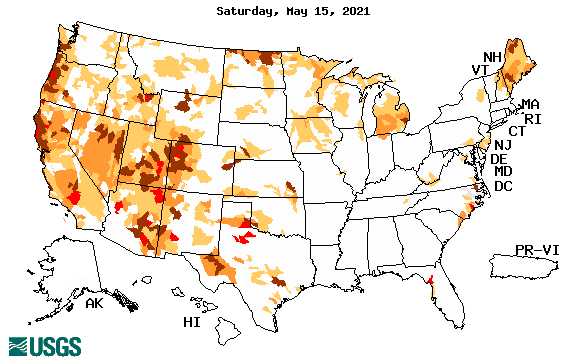 Saturday, May 15, 2021
NH
VT
MA
RI
CT
NJ
DE
MD
DC
PR-VI
AK
HI
USGS